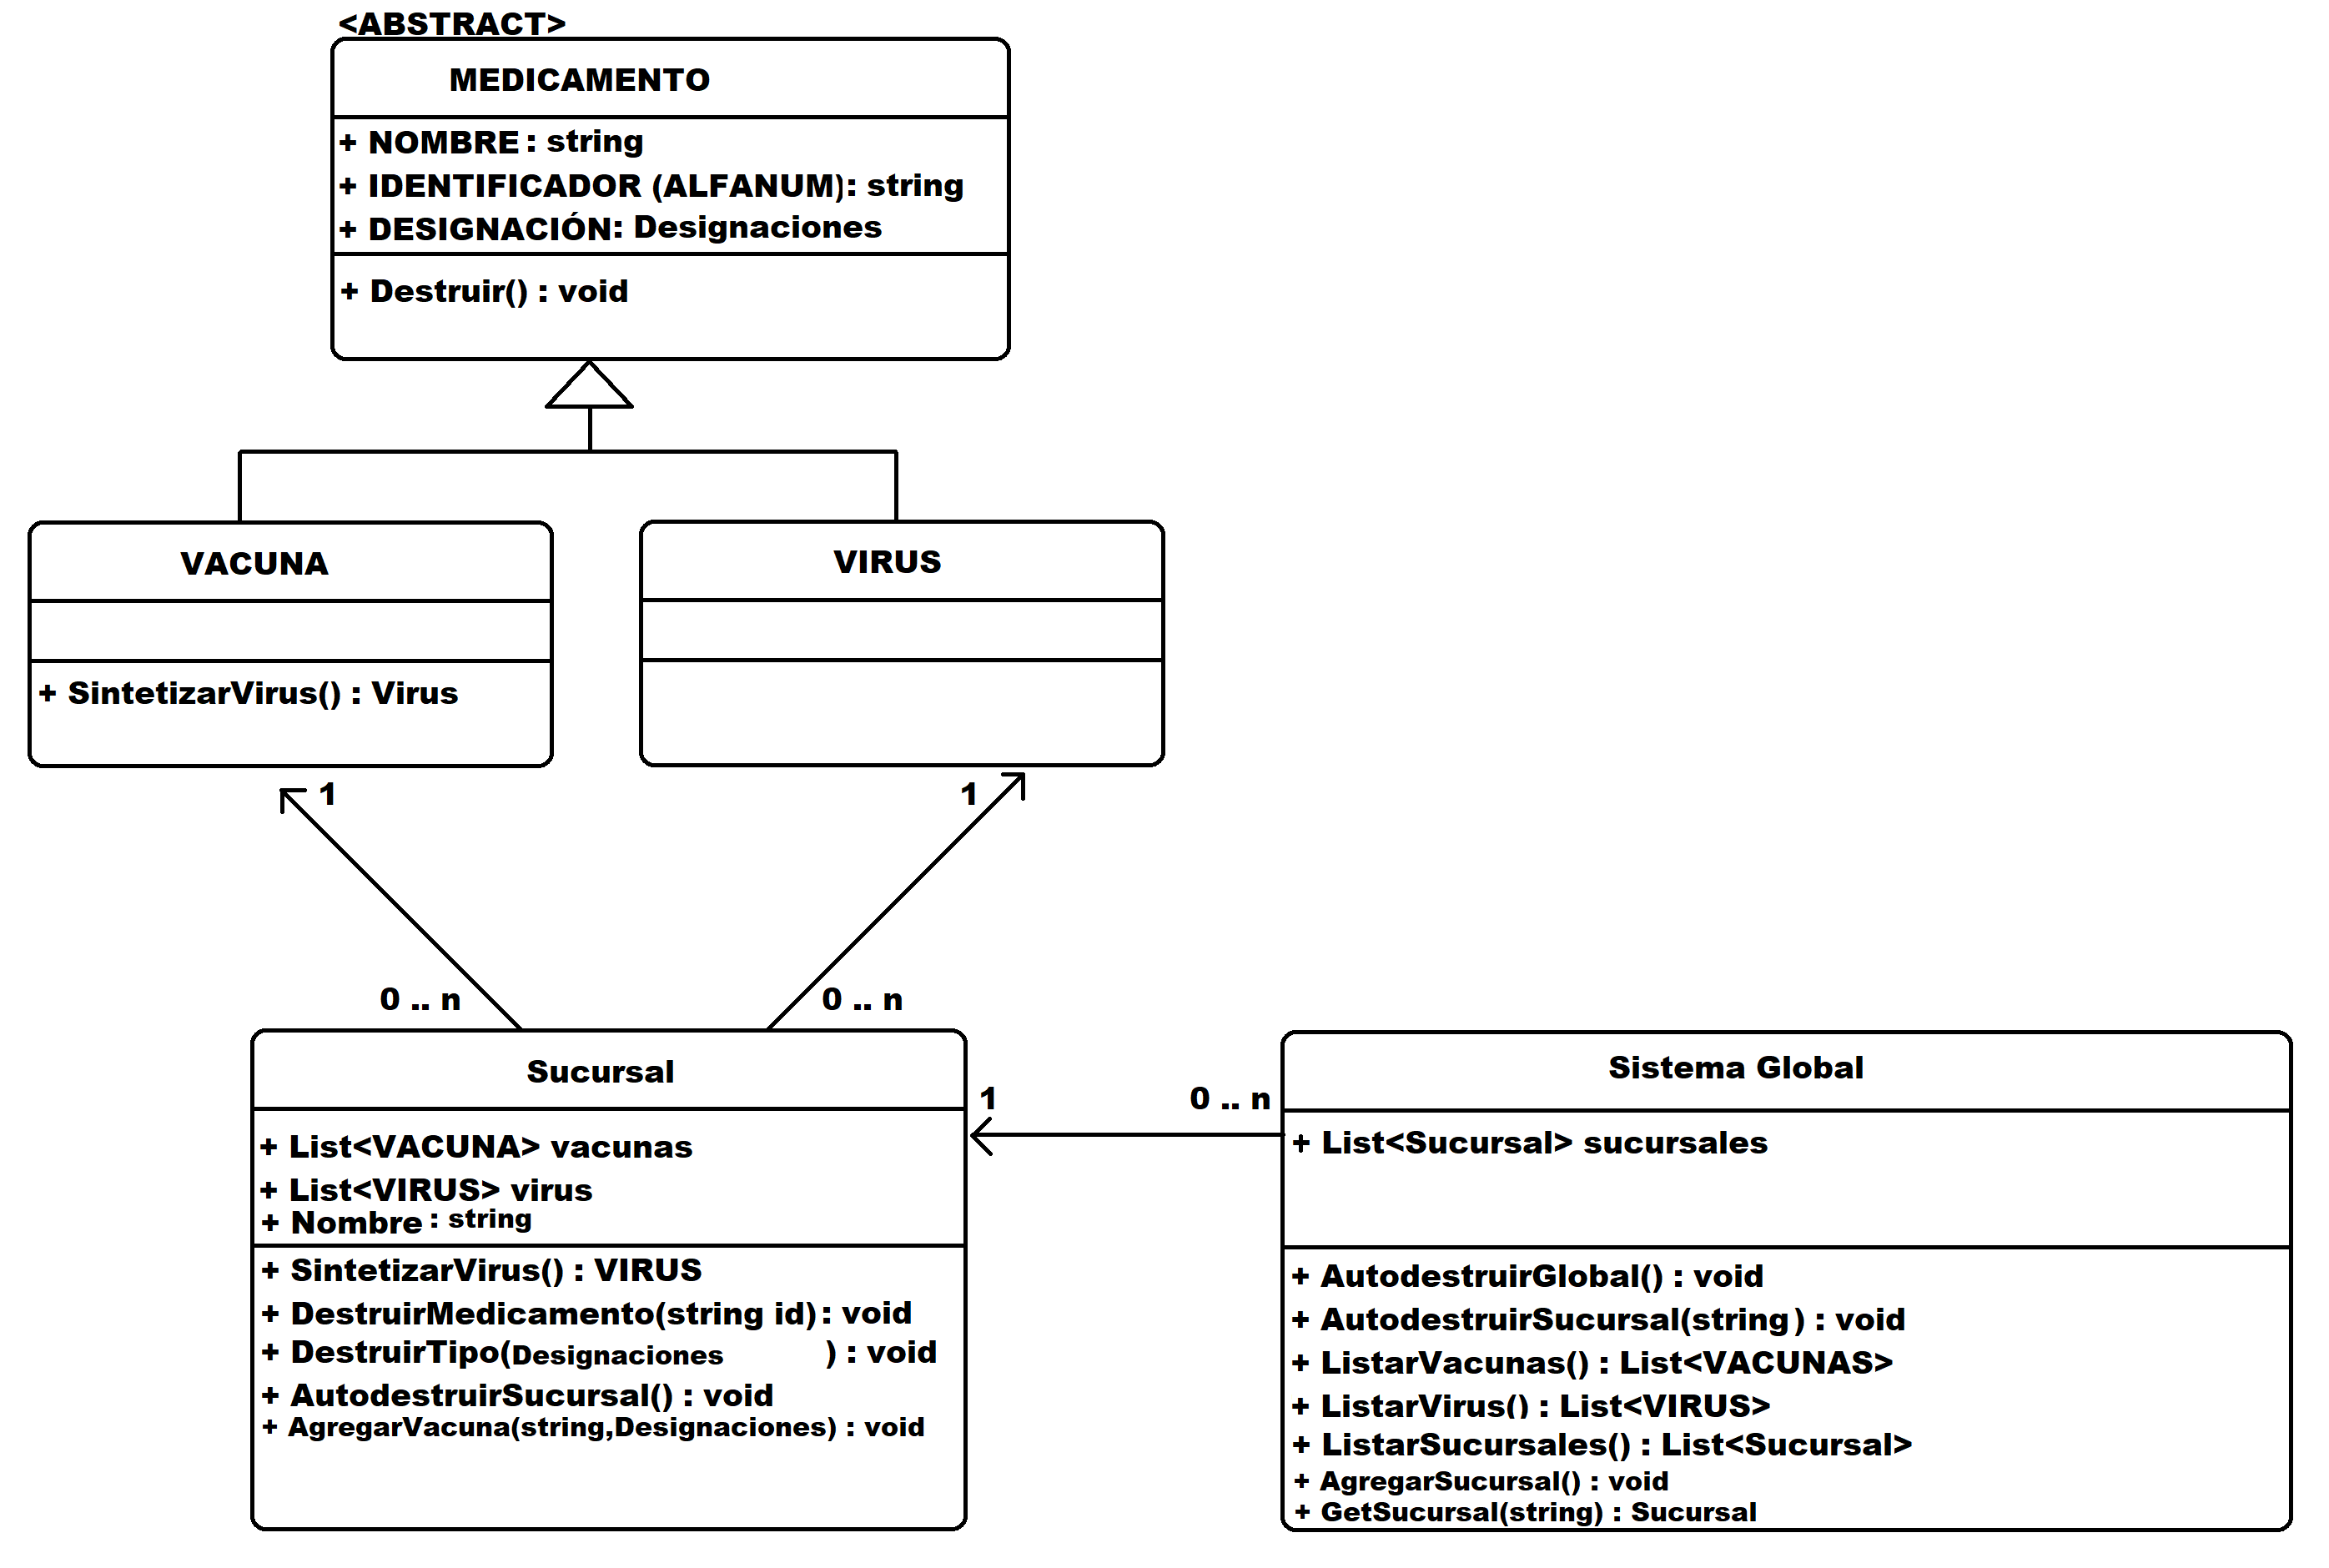 <ABSTRACT>
MEDICAMENTO
+ NOMBRE : string
+ IDENTIFICADOR (ALFANUM): string
+ DESIGNACIÓN: Designaciones
+ Destruir() : void
VACUNA
+ SintetizarVirus() : Virus
VIRUS
1
1
0 .. n
0 .. n
Sucursal
+ List<VACUNA> vacunas
+ List<VIRUS> virus
+ Nombre : string
+ SintetizarVirus() : VIRUS
+ DestruirMedicamento(string id) : void
+ DestruirTipo(Designaciones ) : void
+ AutodestruirSucursal() : void
+ AgregarVacuna(string,Designaciones) : void
1
0 .. n
Sistema Global
+ List<Sucursal> sucursales
+ AutodestruirGlobal() : void
+ AutodestruirSucursal(string) : void
+ ListarVacunas() : List<VACUNAS>
+ ListarVirus() : List<VIRUS>
+ ListarSucursales() : List<Sucursal>
+ AgregarSucursal() : void
+ GetSucursal(string) : Sucursal